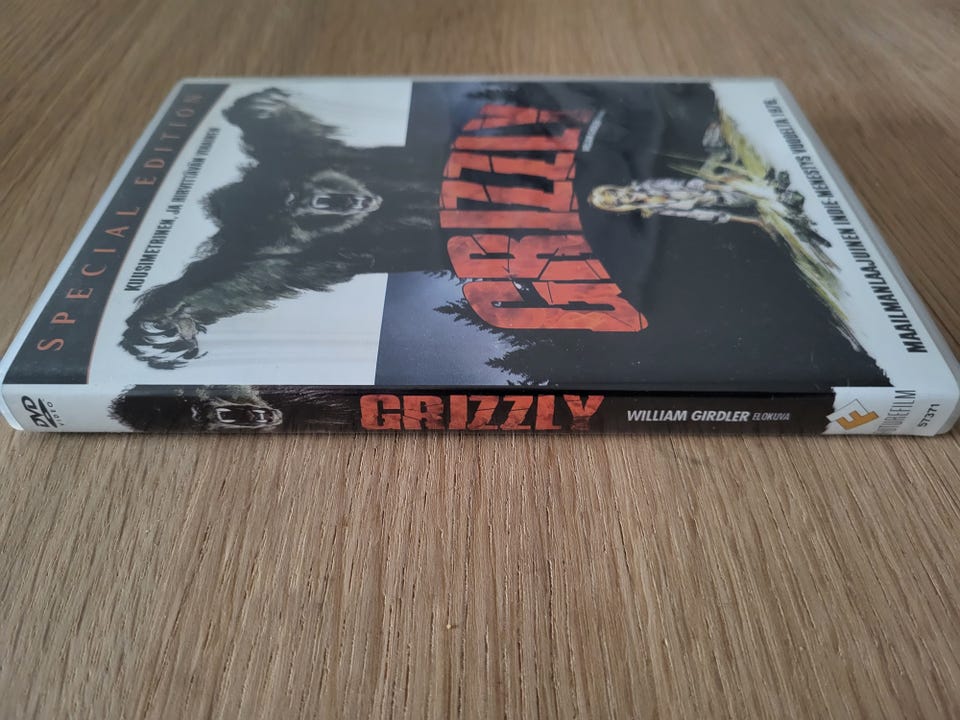 SPECIAL EDITION
KUUSIMETRINEN, JA HIRVITTÄVÄN VIHAINEN
GRIZZLY
MAAILMANLAAJUINEN INDIE-MENESTYS VUODELTA 1976.
DVD
VIDEO
GRIZZLY
WILLIAM GIRDLER ELOKUVA
FUTUREFILM
57371